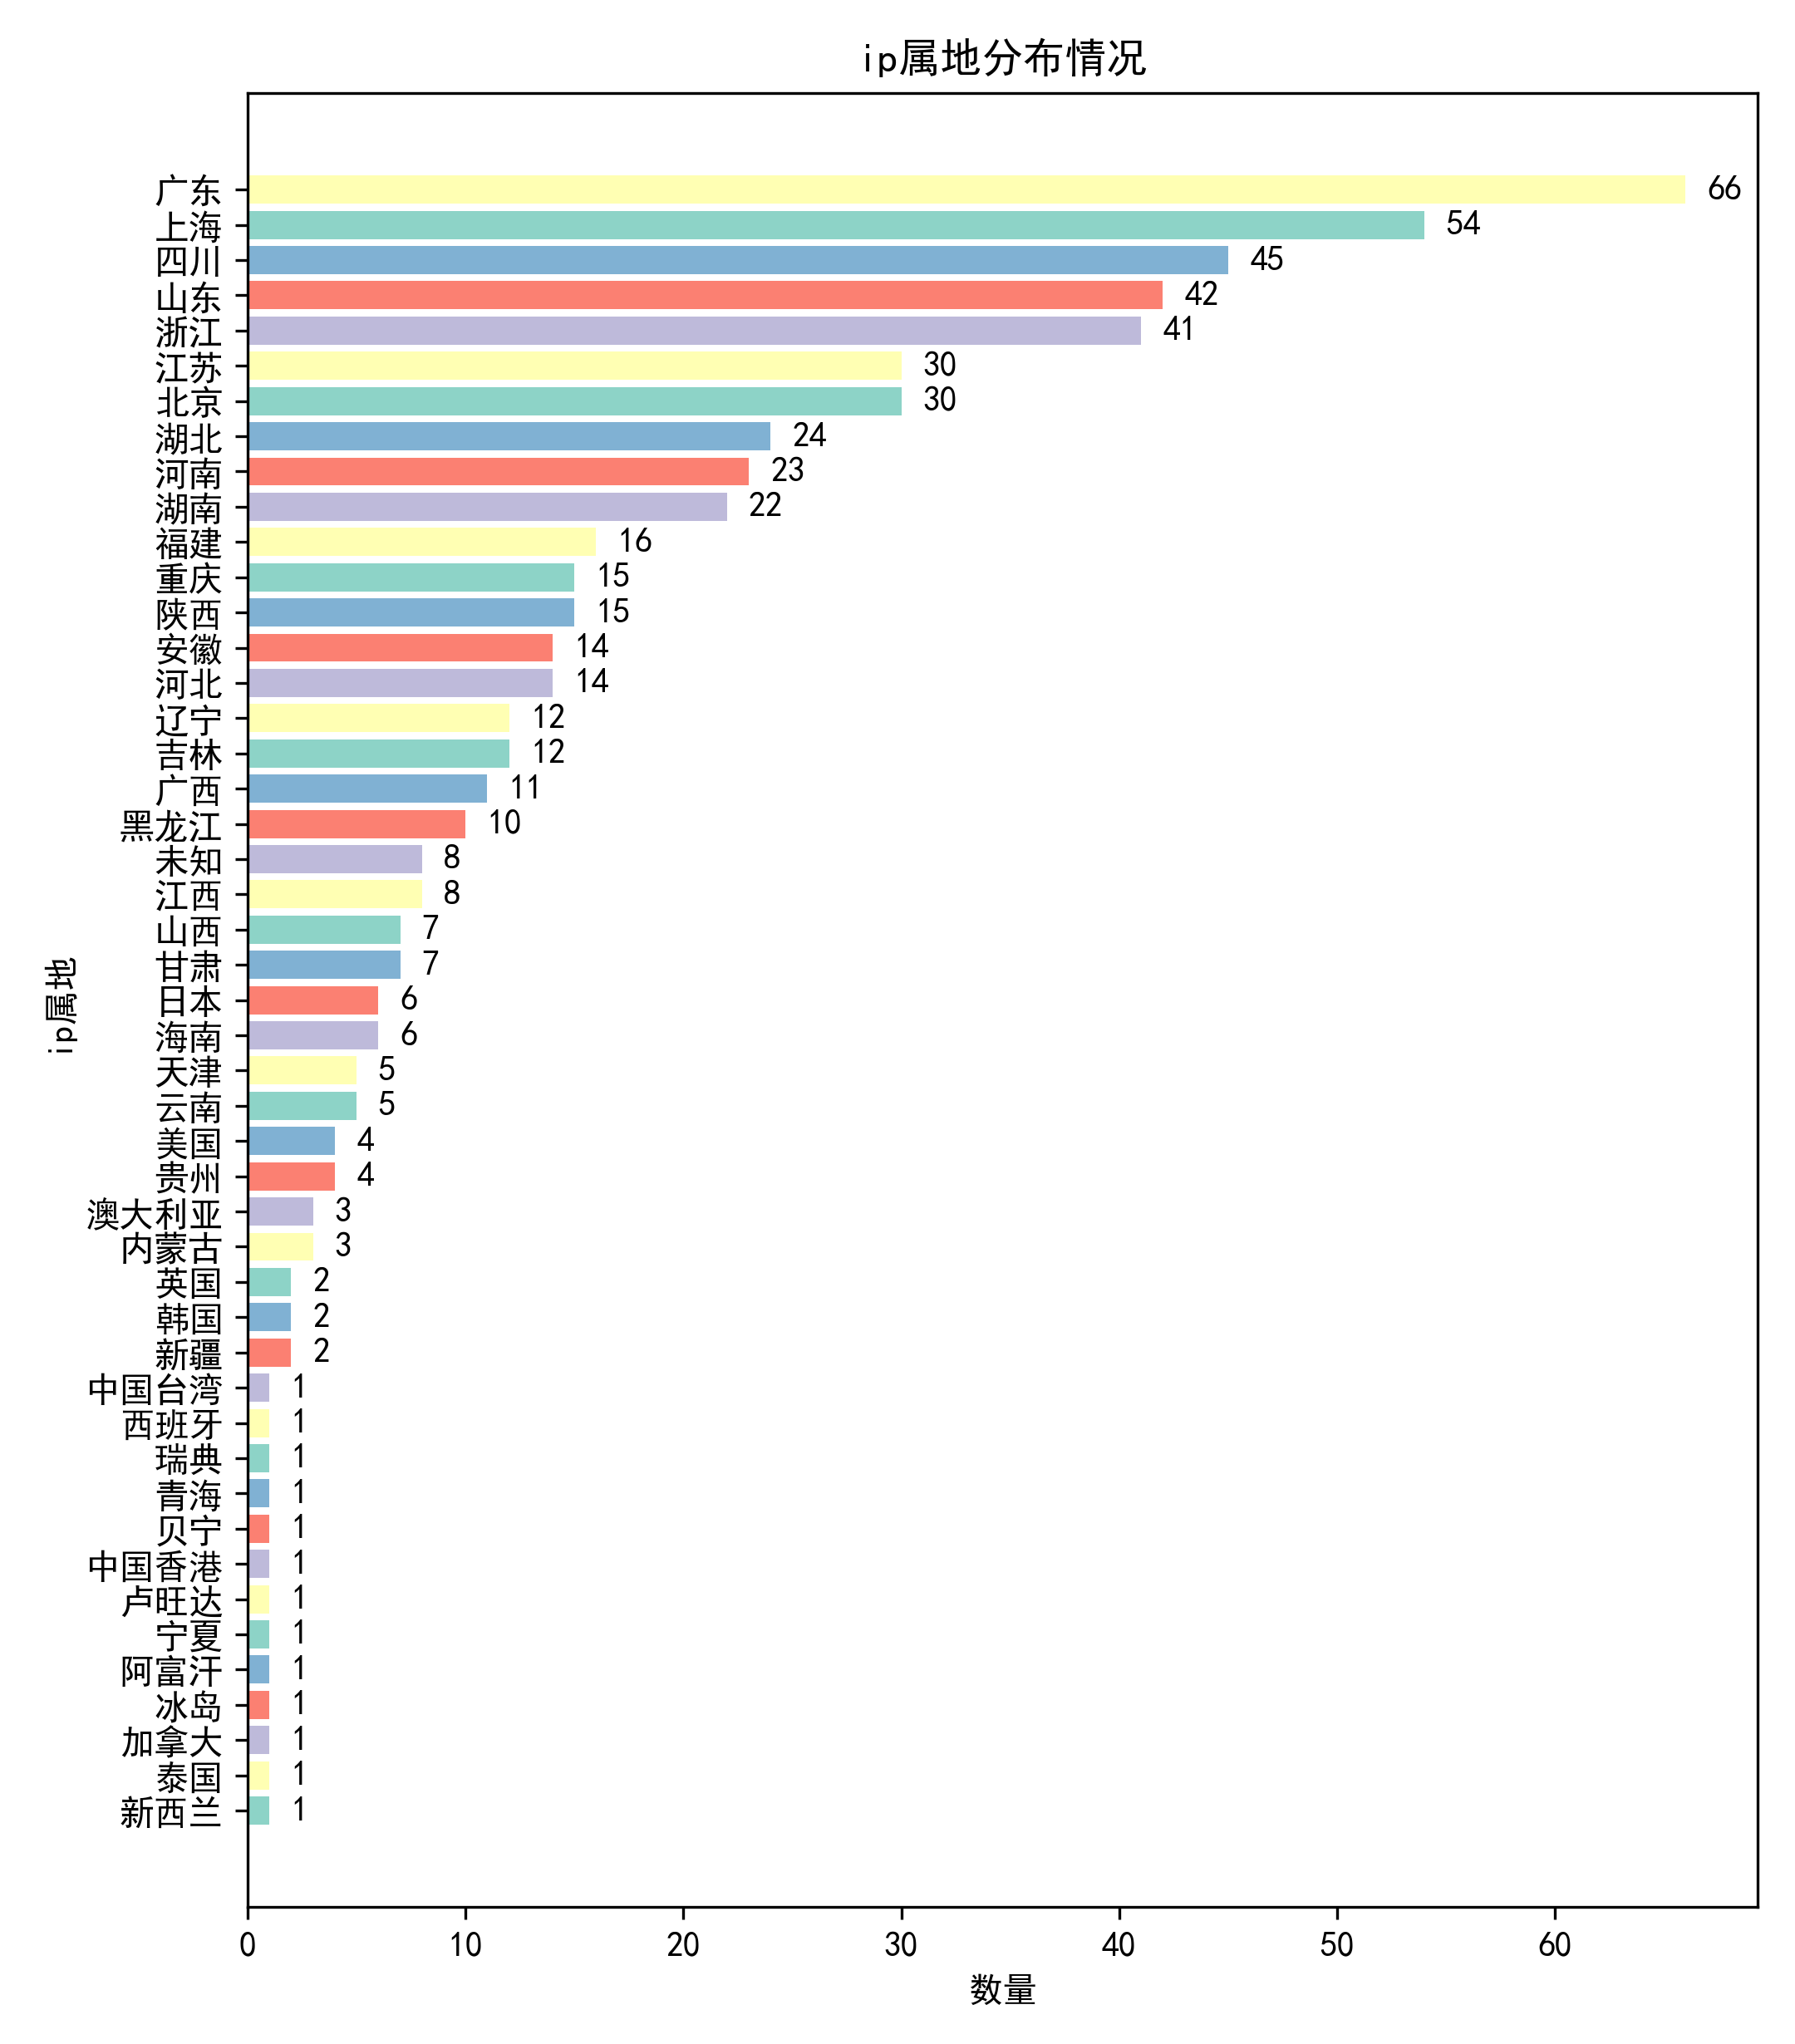 ip属地分布情况
广东 66
上海 54
四川 45
山东 42
浙江 41
江苏 30
北京 30
湖北 24
河南 23
湖南 22
福建 16
重庆 15
陕西 15
安徽 14
河北 14
辽宁 12
吉林 12
广西 11
黑龙江 10
未知 8
江西 8
山西 7
甘肃 7
日本 6
海南 6
天津 5
云南 5
美国 4
贵州 4
澳大利亚 3
内蒙古 3
英国 2
韩国 2
新疆 2
中国台湾 1
西班牙 1
瑞典 1
青海 1
贝宁 1
中国香港 1
卢旺达 1
宁夏 1
阿富汗 1
冰岛 1
加拿大 1
泰国 1
新西兰 1
ip属地
0 10 20 30 40 50 60
数量